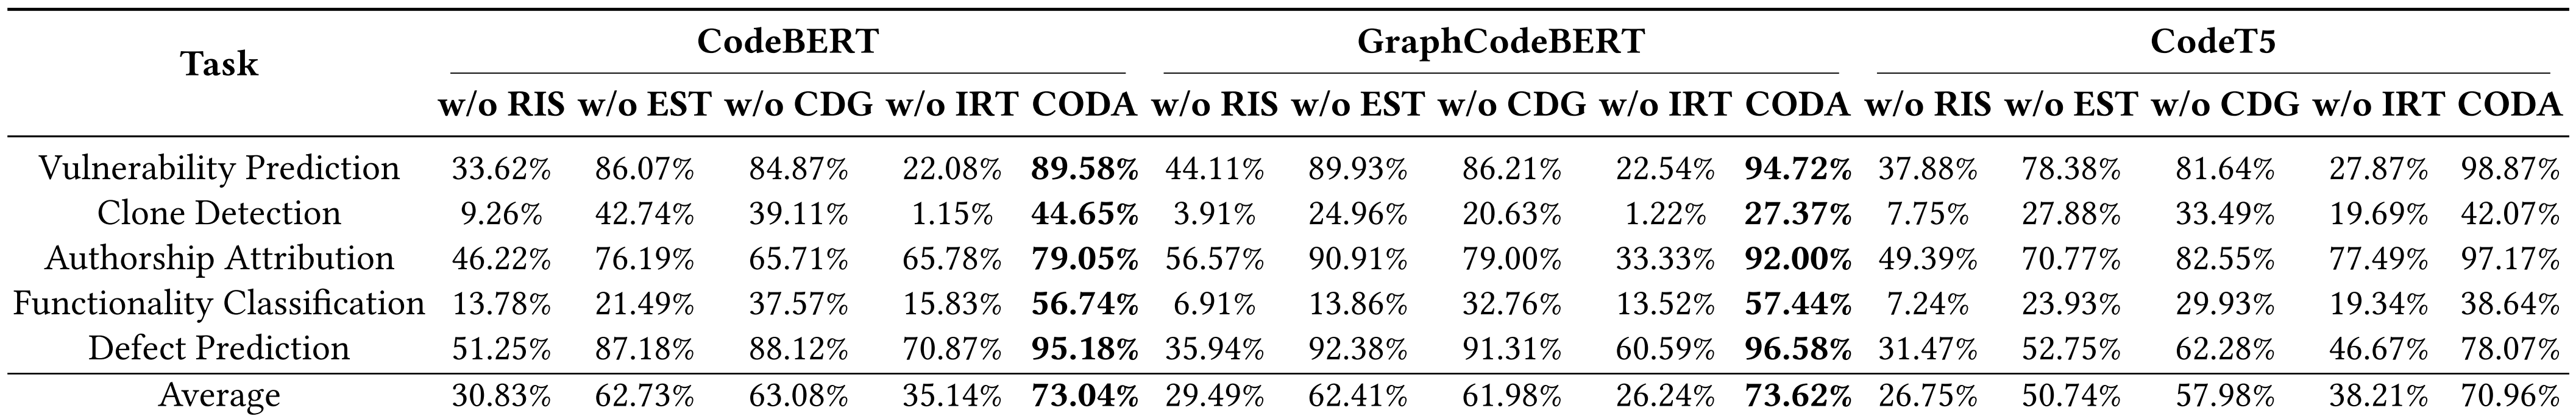 Task CodeBERT GraphCodeBERT CodeT5
w/o RIS w/o EST w/o CDG w/o IRT CODA w/o RIS w/o EST w/o CDG w/o IRT CODA w/o RIS w/o EST w/o CDG w/o IRT CODA
Vulnerability Prediction 33.62% 86.07% 84.87% 22.08% 89.58% 44.11% 89.93% 86.21% 22.54% 94.72% 37.88% 78.38% 81.64% 27.87% 98.87%
Clone Detection 9.26% 42.74% 39.11% 1.15% 44.65% 3.91% 24.96% 20.63% 1.22% 27.37% 7.75% 27.88% 33.49% 19.69% 42.07%
Authorship Attribution 46.22% 76.19% 65.71% 65.78% 79.05% 56.57% 90.91% 79.00% 33.33% 92.00% 49.39% 70.77% 82.55% 77.49% 97.17%
Functionality Classification 13.78% 21.49% 37.57% 15.83% 56.74% 6.91% 13.86% 32.76% 13.52% 57.44% 7.24% 23.93% 29.93% 19.34% 38.64%
Defect Prediction 51.25% 87.18% 88.12% 70.87% 95.18% 35.94% 92.38% 91.31% 60.59% 96.58% 31.47% 52.75% 62.28% 46.67% 78.07%
Average 30.83% 62.73% 63.08% 35.14% 73.04% 29.49% 62.41% 61.98% 26.24% 73.62% 26.75% 50.74% 57.98% 38.21% 70.96%